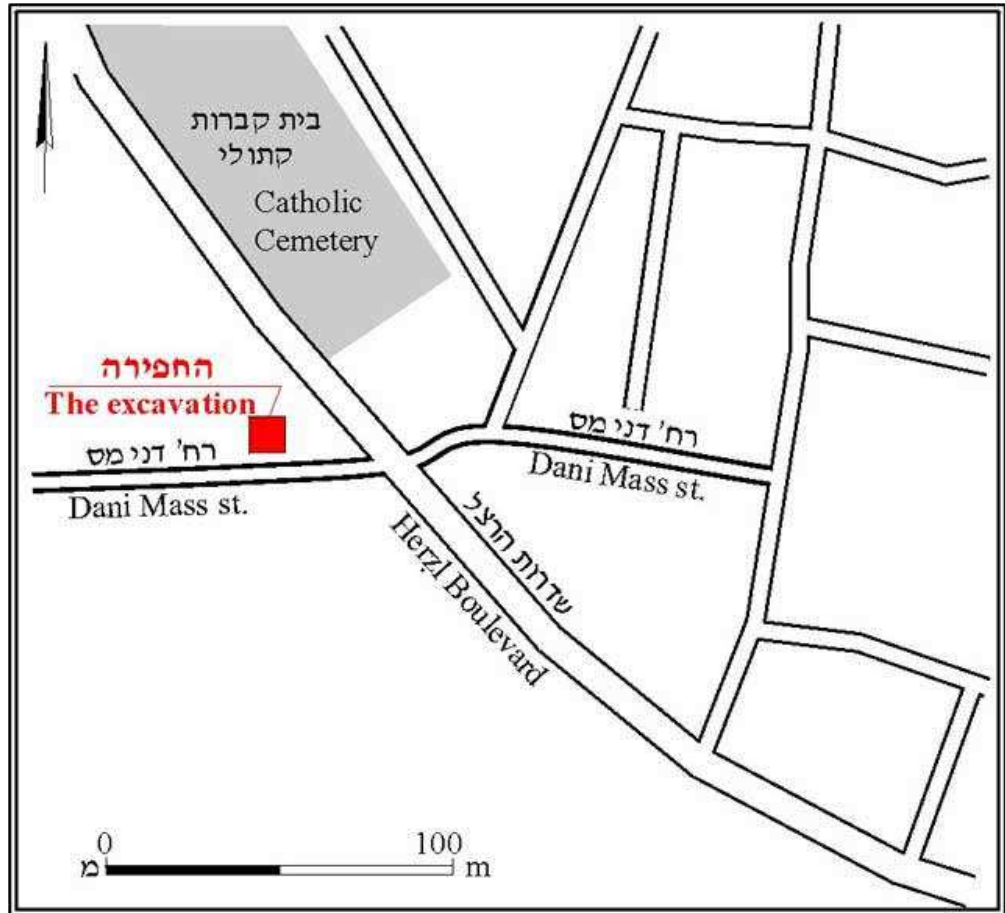 בית קברות
קתולי
Catholic
Cemetery
החפירה
The excavation
רח' דני מס
Dani Mass st.
רח' דני מס
Dani Mass st.
שדרות הרצל
Herẓl Boulevard
0 100
מ m